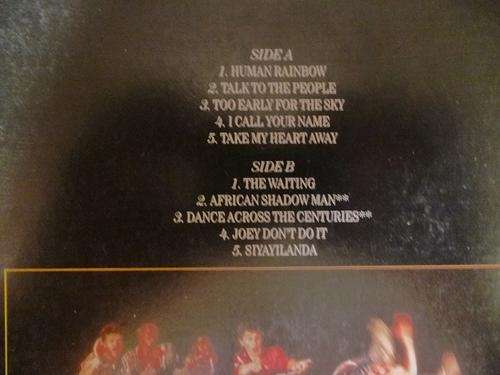 SIDE A
1. HUMAN RAINBOW
2. TALK TO THE PEOPLE
3. TOO EARLY FOR THE SKY
4. I CALL YOUR NAME
5. TAKE MY HEART AWAY
SIDE B
1. THE WAITING
2. AFRICAN SHADOW MAN**
3. DANCE ACROSS THE CENTURIES**
4. JOEY DON'T DO IT
5. SIYAYILANDA